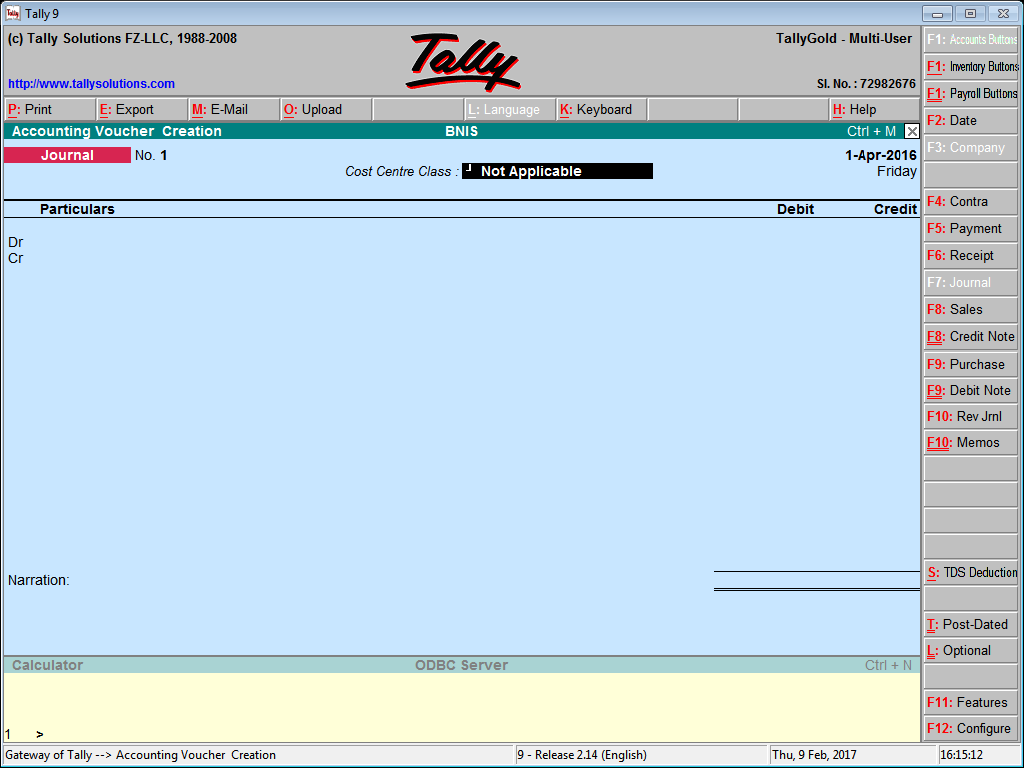 Tally 9
(c) Tally Solutions FZ-LLC, 1988-2008
Tally
TallyGold - Multi-User
http://www.tallysolutions.com
Sl. No. : 72982676
P: Print E: Export M: E-Mail O: Upload L: Language K: Keyboard H: Help
Accounting Voucher Creation BNIS Ctrl + M
Journal No. 1 1-Apr-2016
Cost Centre Class : Not Applicable Friday
Particulars Debit Credit
Dr
Cr
Narration:
Calculator ODBC Server Ctrl + N
1 >
F1: Accounts Buttons
F1: Inventory Buttons
F1: Payroll Buttons
F2: Date
F3: Company
F4: Contra
F5: Payment
F6: Receipt
F7: Journal
F8: Sales
F8: Credit Note
F9: Purchase
F9: Debit Note
F10: Rev Jrnl
F10: Memos
S: TDS Deduction
T: Post-Dated
L: Optional
F11: Features
F12: Configure
Gateway of Tally --> Accounting Voucher Creation 9 - Release 2.14 (English) Thu, 9 Feb, 2017 16:15:12